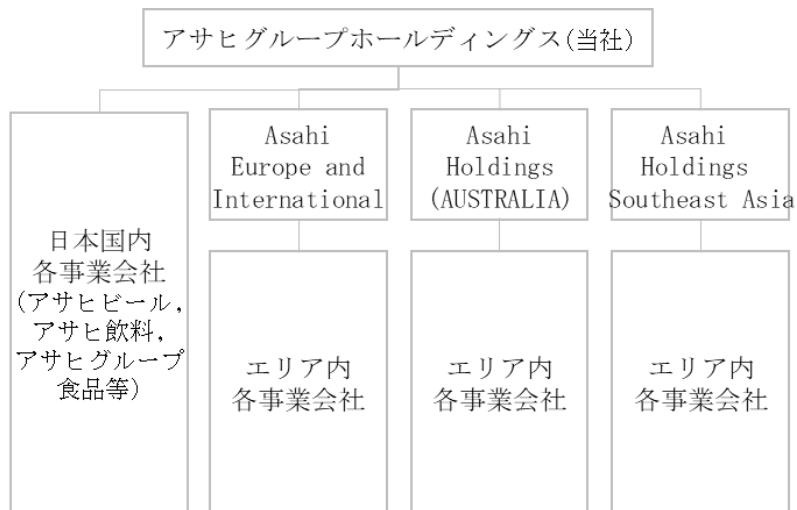 アサヒグループホールディングス(当社)
日本国内
各事業会社
(アサヒビール,
アサヒ飲料,
アサヒグループ
食品等)
Asahi
Europe and
International
Asahi
Holdings
(AUSTRALIA)
Asahi
Holdings
Southeast Asia
エリア内
各事業会社
エリア内
各事業会社
エリア内
各事業会社